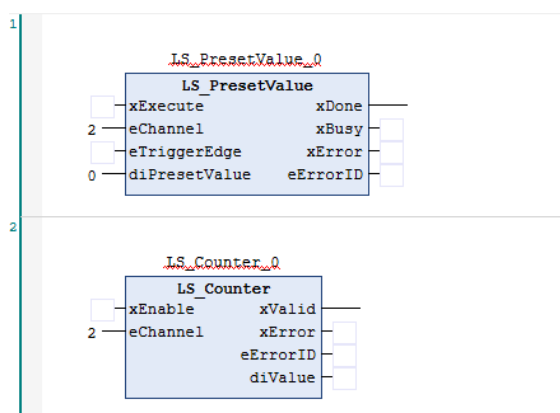 1
LS_PresetValue_0
LS_PresetValue
xExecute xDone
2 eChannel xBusy
eTriggerEdge xError
0 diPresetValue eErrorID
2
LS_Counter_0
LS_Counter
xEnable xValid
2 eChannel xError
eErrorID
diValue